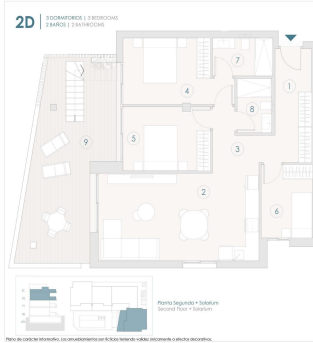 2D
3 DORMITORIOS | 3 BEDROOMS
2 BAÑOS | 2 BATHROOMS
7
1
4
8
9
5
3
2
6
Planta Segunda + Solarium
Second Floor + Solarium
Plano de carácter informativo. Los amueblamientos son ficticios teniendo validez únicamente a efectos decorativos.